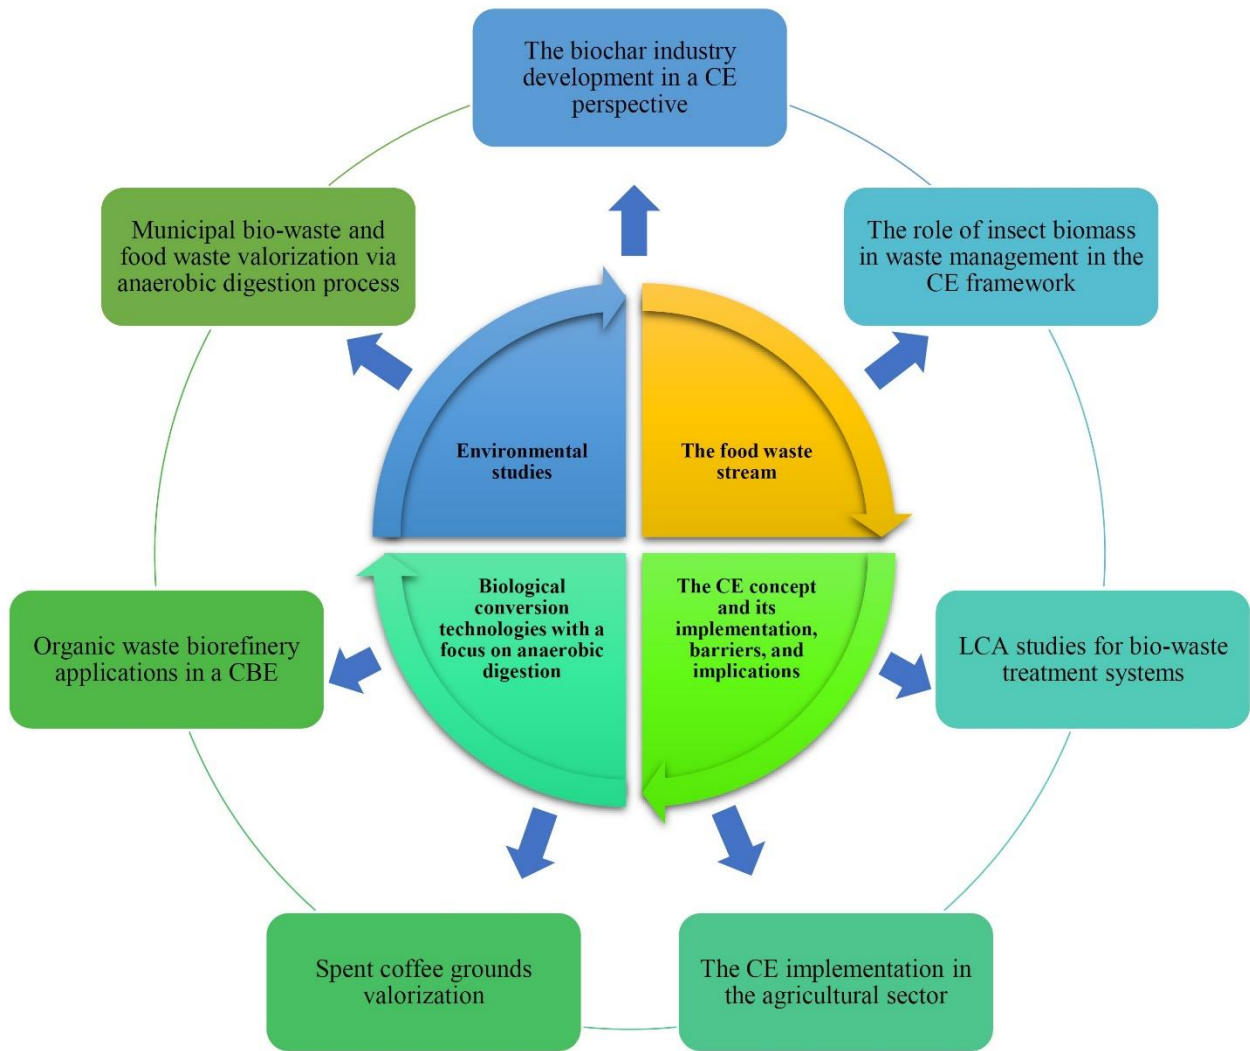 The biochar industry
development in a CE
perspective
Municipal bio-waste and
food waste valorization via
anaerobic digestion process
The role of insect biomass
in waste management in the
CE framework
Environmental
studies
The food waste
stream
Biological
conversion
technologies with a
focus on anaerobic
digestion
The CE concept
and its
implementation,
barriers, and
implications
Organic waste biorefinery
applications in a CBE
LCA studies for bio-waste
treatment systems
Spent coffee grounds
valorization
The CE implementation in
the agricultural sector